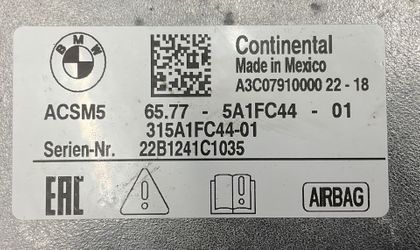 BMW
Continental
Made in Mexico
A3C07910000 22 - 18
ACSM5 65.77 - 5A1FC44 - 01
315A1FC44-01
Serien-Nr. 22B1241C1035
EAC
AIRBAG